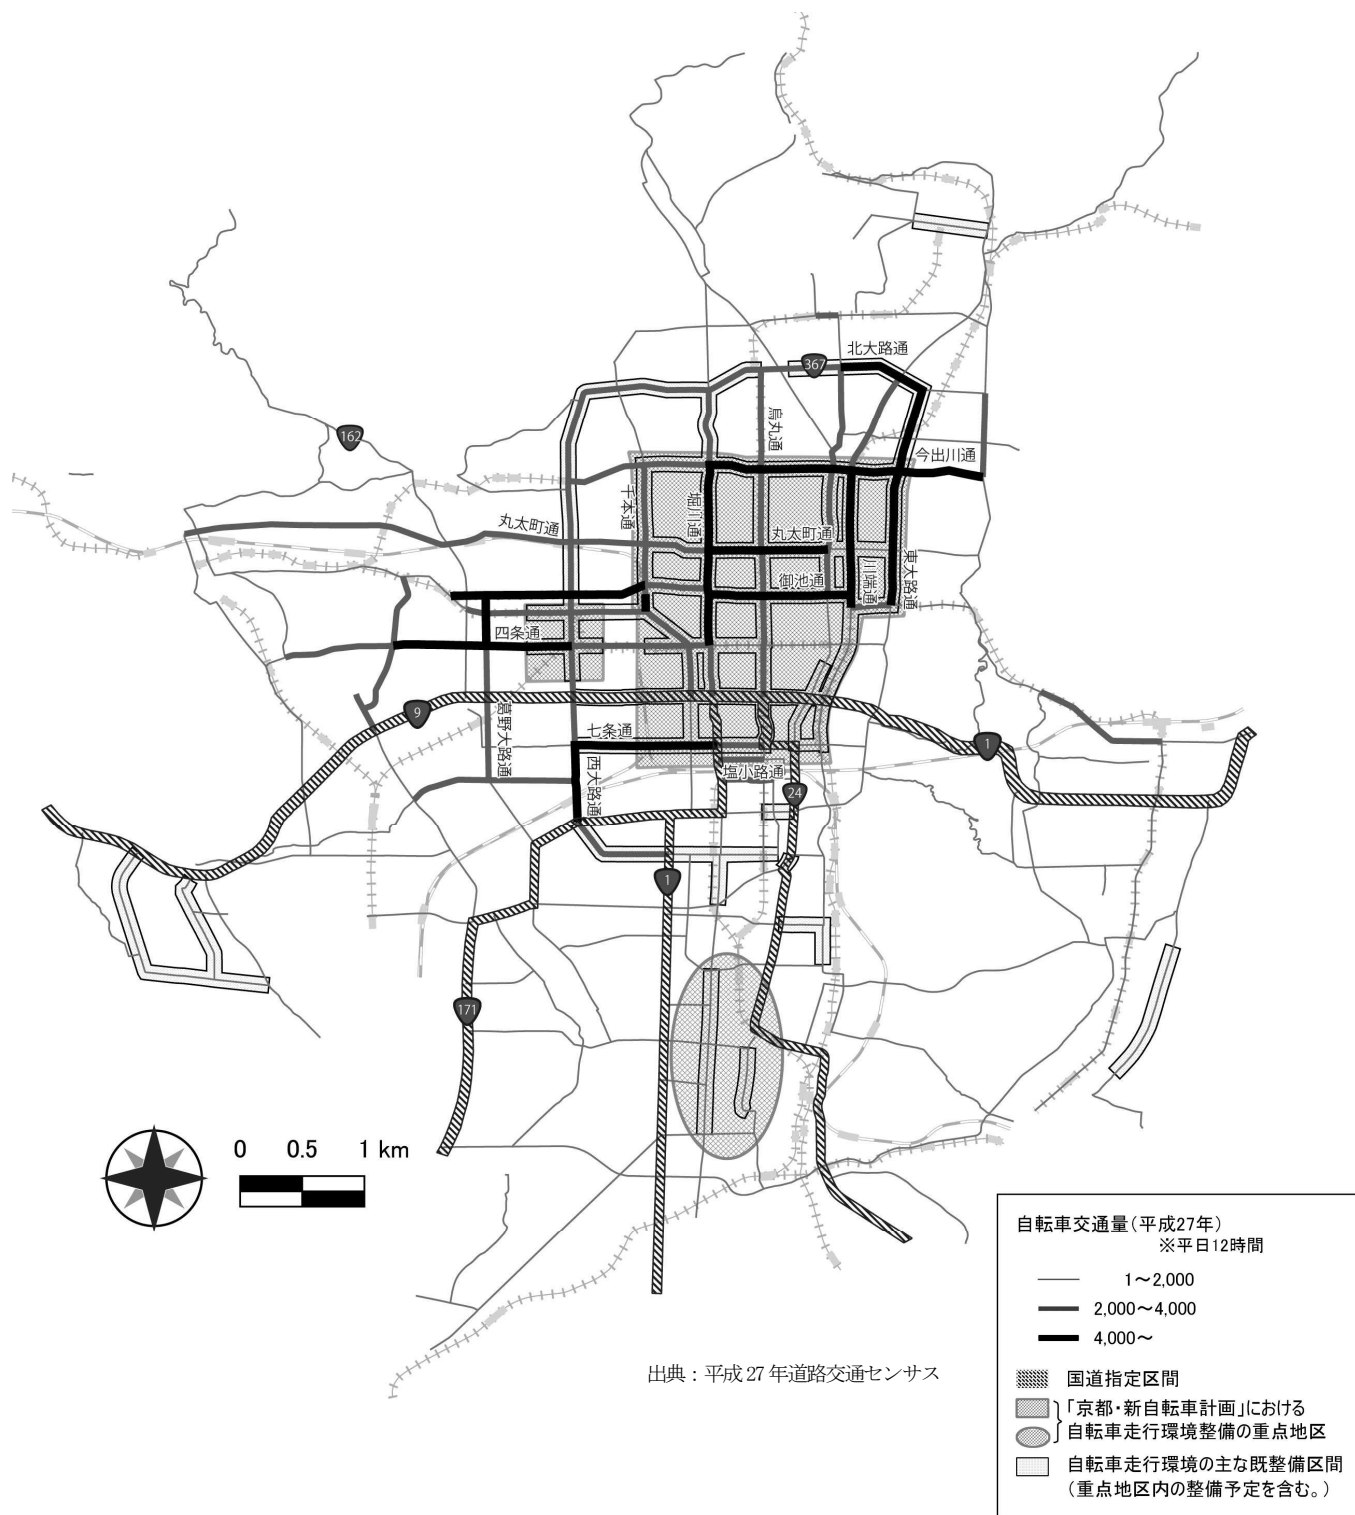 北大路通
367
烏丸通
162
今出川通
千本通
堀川通
丸太町通
丸太町通
東大路通
御池通
川端通
四条通
9
葛野大路通
七条通
1
西大路通
塩小路通
24
1
171
0 0.5 1 km
自転車交通量(平成27年)
※平日12時間
1～2,000
2,000～4,000
4,000～
出典：平成 27 年道路交通センサス
国道指定区間
「京都・新自転車計画」における
自転車走行環境整備の重点地区
自転車走行環境の主な既整備区間
(重点地区内の整備予定を含む。)